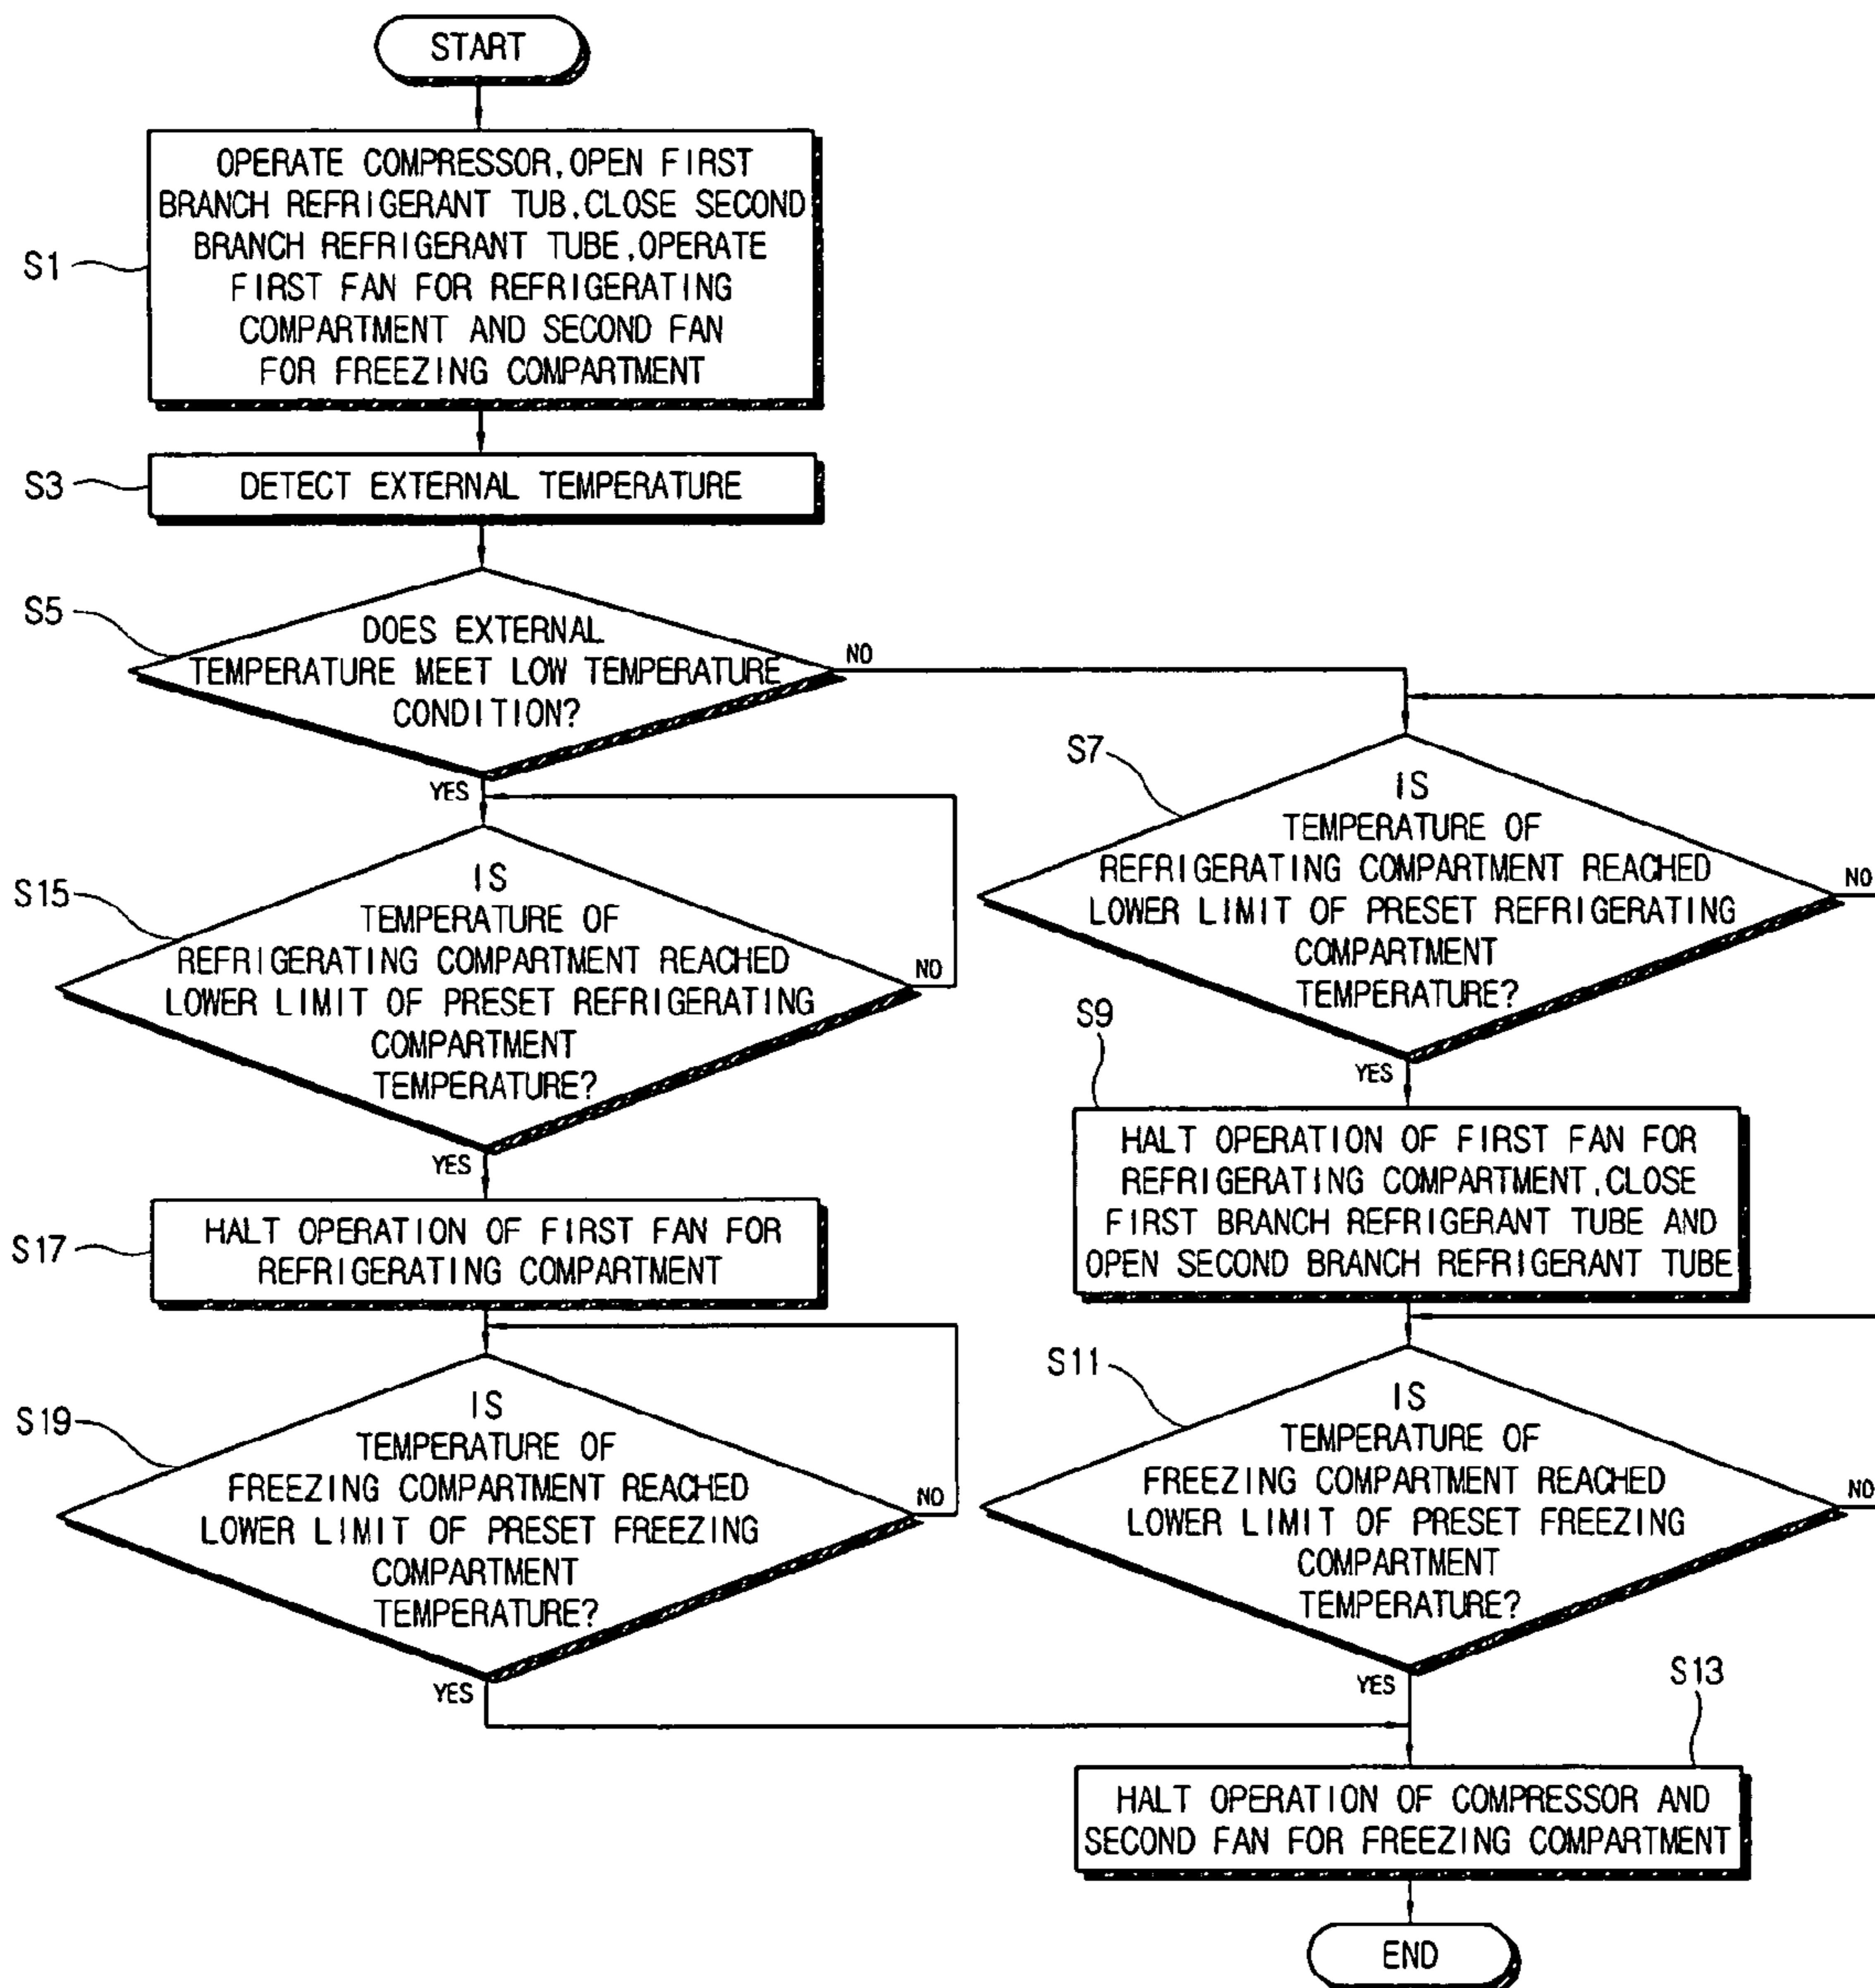 START
OPERATE COMPRESSOR,OPEN FIRST
BRANCH REFRIGERANT TUB,CLOSE SECOND
BRANCH REFRIGERANT TUBE,OPERATE
FIRST FAN FOR REFRIGERATING
COMPARTMENT AND SECOND FAN
FOR FREEZING COMPARTMENT
S1
S3
DETECT EXTERNAL TEMPERATURE
S5
DOES EXTERNAL
TEMPERATURE MEET LOW TEMPERATURE
CONDITION?
NO
YES
S15
IS
TEMPERATURE OF
REFRIGERATING COMPARTMENT REACHED
LOWER LIMIT OF PRESET REFRIGERATING
COMPARTMENT
TEMPERATURE?
NO
YES
S17
HALT OPERATION OF FIRST FAN FOR
REFRIGERATING COMPARTMENT
S19
IS
TEMPERATURE OF
FREEZING COMPARTMENT REACHED
LOWER LIMIT OF PRESET FREEZING
COMPARTMENT
TEMPERATURE?
NO
YES
S7
IS
TEMPERATURE OF
REFRIGERATING COMPARTMENT REACHED
LOWER LIMIT OF PRESET REFRIGERATING
COMPARTMENT
TEMPERATURE?
NO
YES
S9
HALT OPERATION OF FIRST FAN FOR
REFRIGERATING COMPARTMENT,CLOSE
FIRST BRANCH REFRIGERANT TUBE AND
OPEN SECOND BRANCH REFRIGERANT TUBE
S11
IS
TEMPERATURE OF
FREEZING COMPARTMENT REACHED
LOWER LIMIT OF PRESET FREEZING
COMPARTMENT
TEMPERATURE?
NO
YES
S13
HALT OPERATION OF COMPRESSOR AND
SECOND FAN FOR FREEZING COMPARTMENT
END